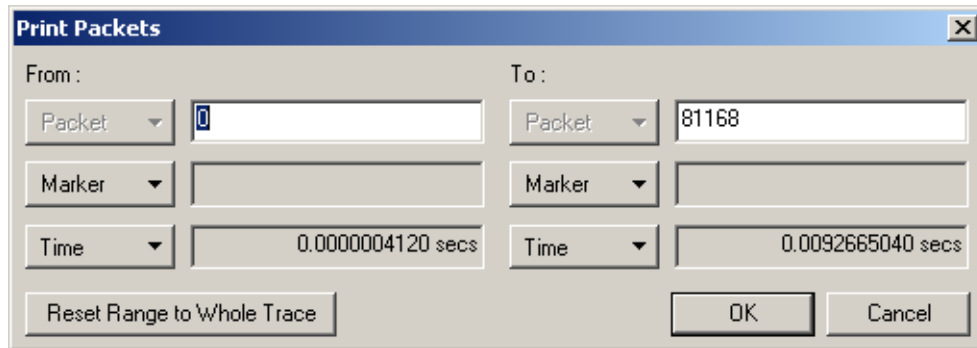 Print Packets
From : To :
Packet 0 Packet 81168
Marker Marker
Time 0.0000004120 secs Time 0.0092665040 secs
Reset Range to Whole Trace OK Cancel